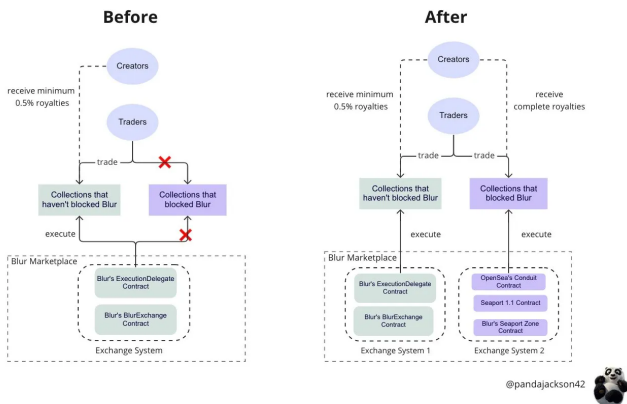 Before
Creators
receive minimum
0.5% royalties
Traders
trade
Collections that
haven't blocked Blur
Collections that
blocked Blur
execute
Blur Marketplace
Blur's ExecutionDelegate
Contract
Blur's BlurExchange
Contract
Exchange System
After
Creators
receive minimum
0.5% royalties
receive
complete royalties
Traders
trade
trade
Collections that
haven't blocked Blur
Collections that
blocked Blur
execute
execute
Blur Marketplace
Blur's ExecutionDelegate
Contract
Blur's BlurExchange
Contract
Exchange System 1
OpenSea's Conduit
Contract
Seaport 1.1 Contract
Blur's Seaport Zone
Contract
Exchange System 2
@pandajackson42